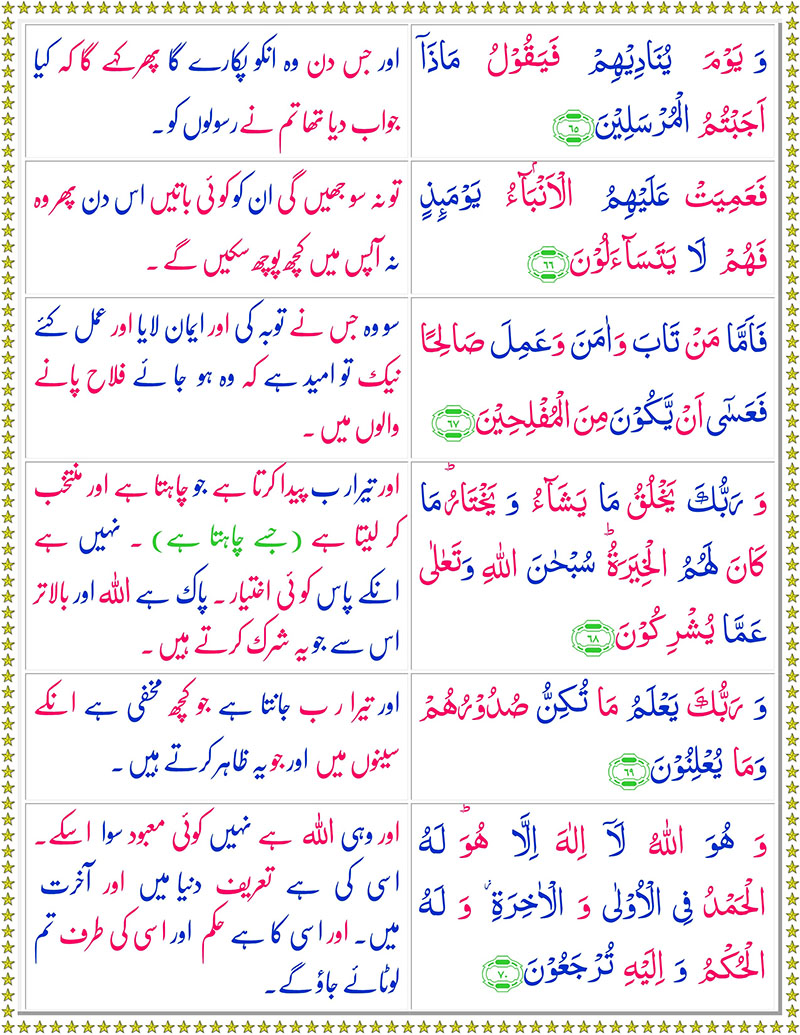 وَ يَوْمَ يُنَادِيْهِمْ فَيَقُوْلُ مَاذَاۤ
اَجَبْتُمُ الْمُرْسَلِيْنَ ٦٥
اور جس دن وہ انکو پکارے گا پھر کہے گا کہ کیا
جواب دیا تھا تم نے رسولوں کو۔
فَعَمِيَتْ عَلَيْهِمُ الْاَنْۢبَآءُ يَوْمَىِٕذٍ
فَهُمْ لَا يَتَسَآءَلُوْنَ ٦٦
تو نہ سوجھیں گی ان کو کوئی باتیں اس دن پھر وہ
نہ آپس میں کچھ پوچھ سکیں گے ۔
فَاَمَّا مَنْ تَابَ وَاٰمَنَ وَعَمِلَ صَالِحًا
فَعَسٰٓى اَنْ يَّكُوْنَ مِنَ الْمُفْلِحِيْنَ ٦٧
سو وہ جس نے توبہ کی اور ایمان لایا اور عمل کئے
نیک تو امید ہے کہ وہ ہو جائے فلاح پانے
والوں میں ۔
وَ رَبُّكَ يَخْلُقُ مَا يَشَآءُ وَ يَخْتَارُ ؕ مَا
كَانَ لَهُمُ الْخِيَرَةُ ؕ سُبْحٰنَ اللّٰهِ وَتَعٰلٰى
عَمَّا يُشْرِكُوْنَ ٦٨
اور تیرا رب پیدا کرتا ہے جو چاہتا ہے اور منتخب
کر لیتا ہے (جسے چاہتا ہے) ۔ نہیں ہے
انکے پاس کوئی اختیار ۔ پاک ہے اللہ اور بالاتر
اس سے جو یہ شرک کرتے ہیں ۔
وَ رَبُّكَ يَعْلَمُ مَا تُكِنُّ صُدُوْرُهُمْ
وَمَا يُعْلِنُوْنَ ٦٩
اور تیرا رب جانتا ہے جو کچھ مخفی ہے انکے
سینوں میں اور جو یہ ظاہر کرتے ہیں ۔
وَ هُوَ اللّٰهُ لَاۤ اِلٰهَ اِلَّا هُوَ ؕ لَهُ
الْحَمْدُ فِى الْاُوْلٰى وَ الْاٰخِرَةِ ؗ وَ لَهُ
الْحُكْمُ وَ اِلَيْهِ تُرْجَعُوْنَ ٧٠
اور وہی اللہ ہے نہیں کوئی معبود سوا اسکے۔
اسی کی ہے تعریف دنیا میں اور آخرت
میں۔ اور اسی کا ہے حکم اور اسی کی طرف تم
لوٹائے جاؤ گے۔